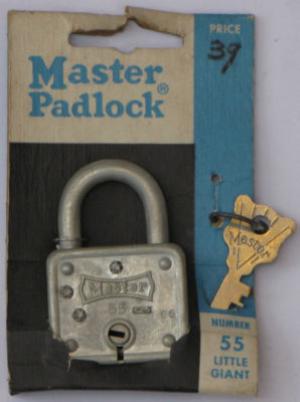 PRICE
39
Master
Padlock®
Master
Master
55
NUMBER
55
LITTLE
GIANT